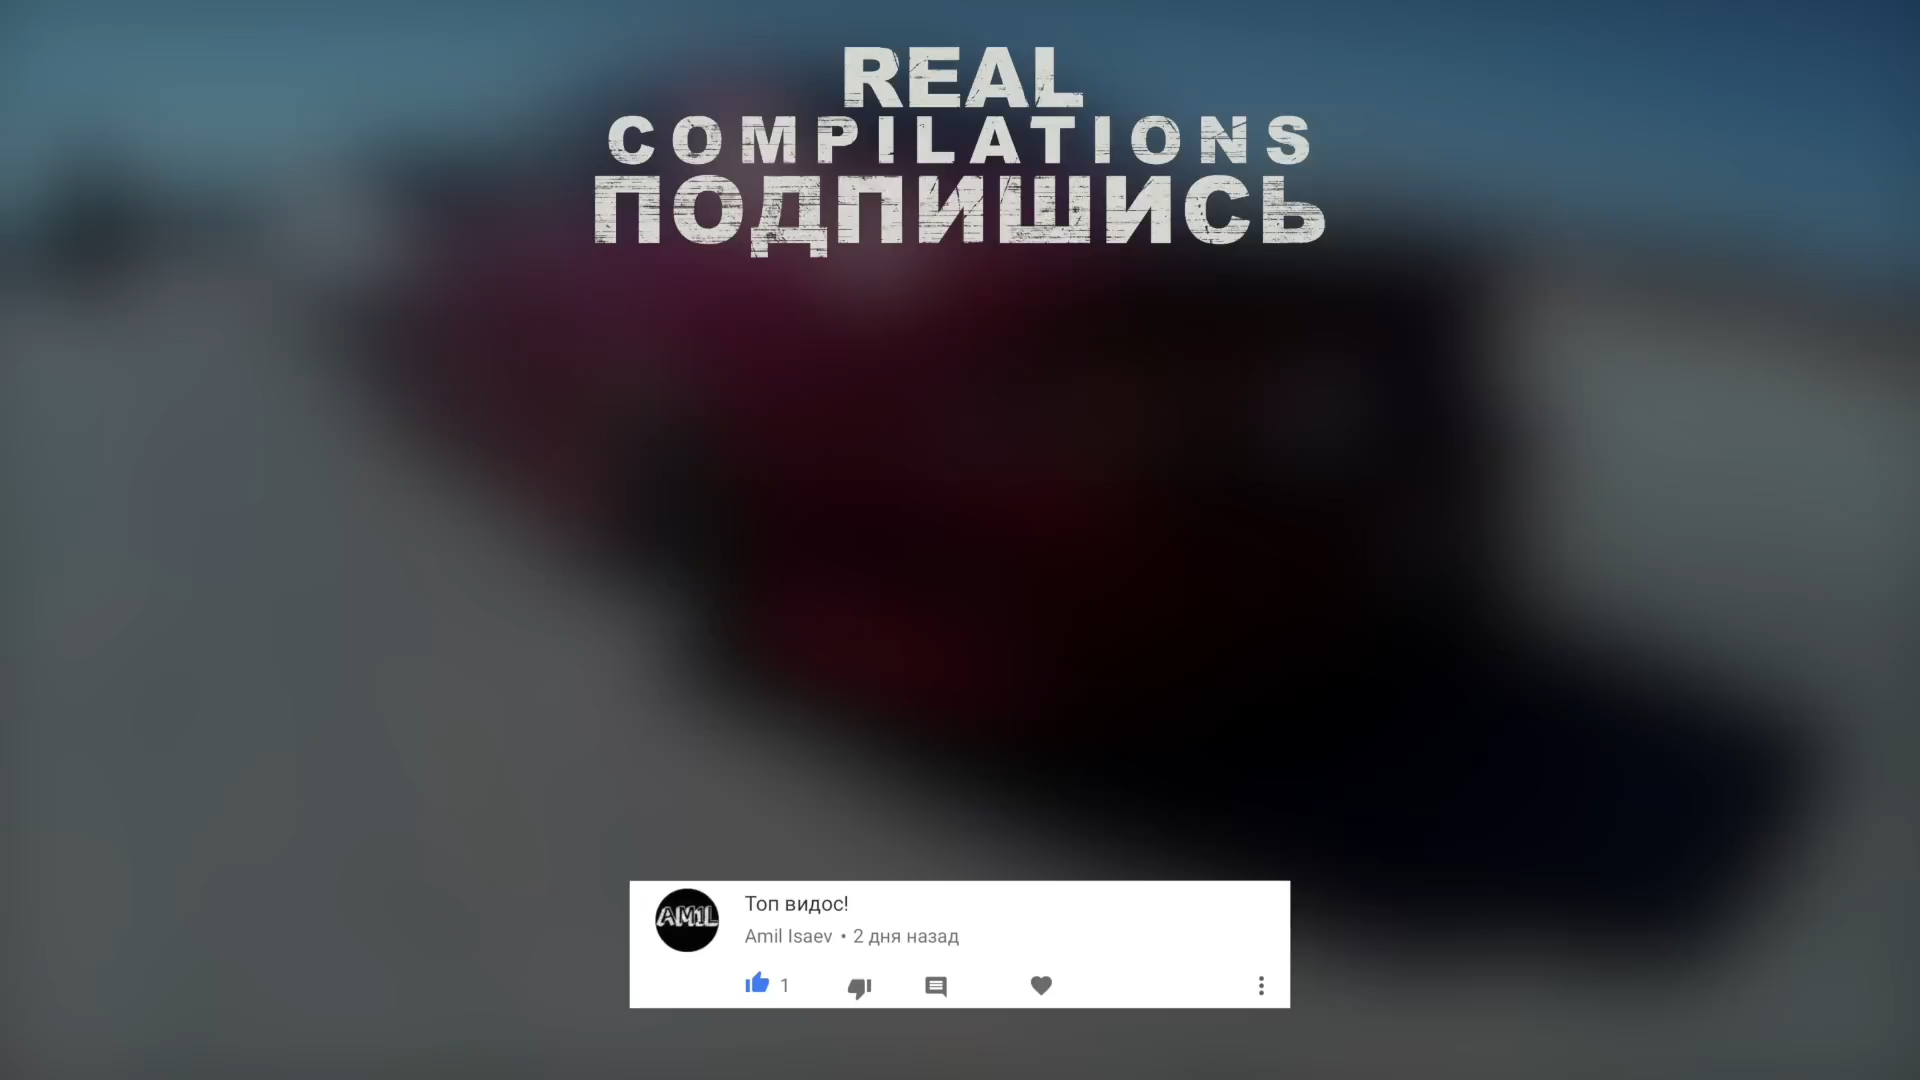 REAL
COMPILATIONS
ПОДПИШИСЬ
AM1L
Топ видос!
Amil Isaev • 2 дня назад
1